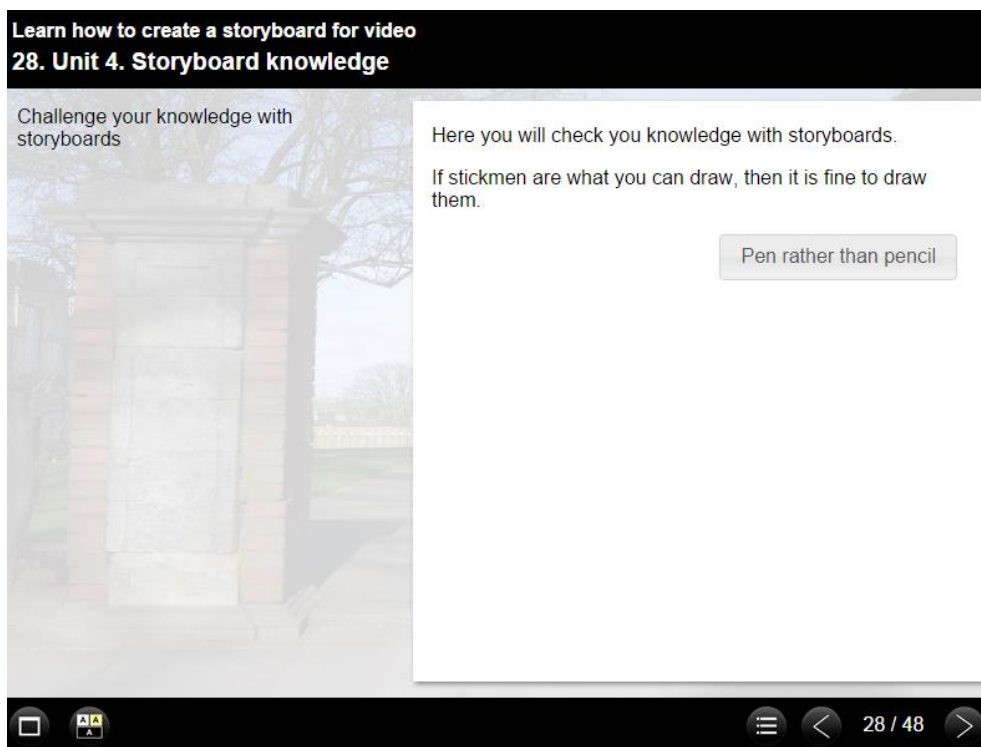 Learn how to create a storyboard for video
28. Unit 4. Storyboard knowledge
Challenge your knowledge with
storyboards
Here you will check you knowledge with storyboards.
If stickmen are what you can draw, then it is fine to draw
them.
Pen rather than pencil
A A
A
28 / 48